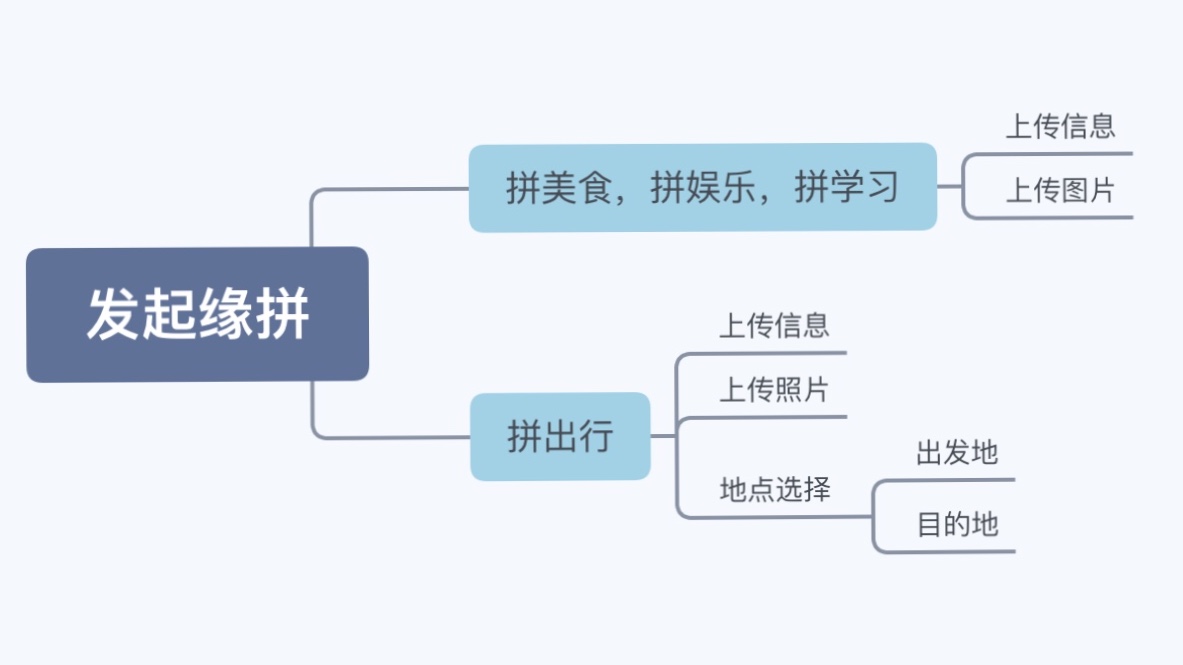 发起缘拼
拼美食，拼娱乐，拼学习
上传信息
上传图片
拼出行
上传信息
上传照片
地点选择
出发地
目的地